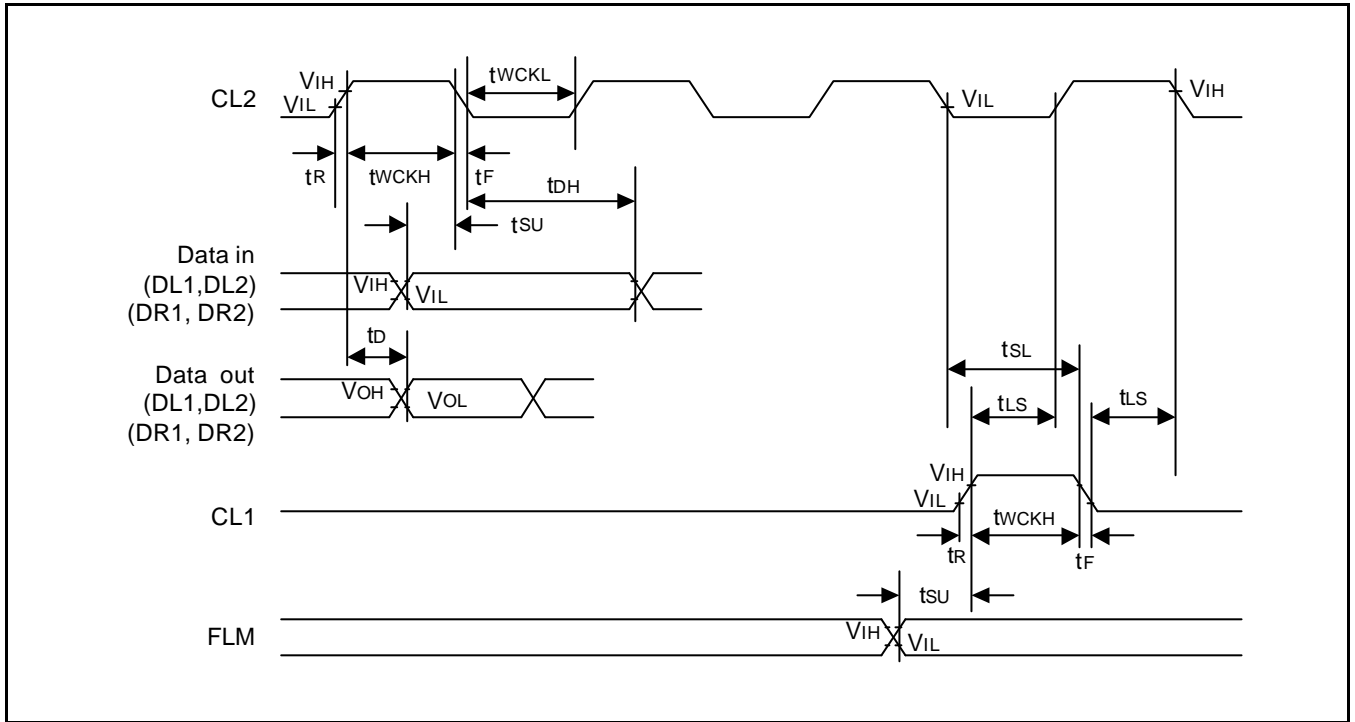 VIH
CL2
VIL
tWCKL
VIL
VIH
tR
tWCKH
tF
tDH
tSU
Data in
(DL1,DL2)
(DR1, DR2)
VIH
VIL
tD
Data out
(DL1,DL2)
(DR1, DR2)
VOH
VOL
tSL
tLS
tLS
VIH
VIL
CL1
tWCKH
tR
tF
tSU
FLM
VIH
VIL